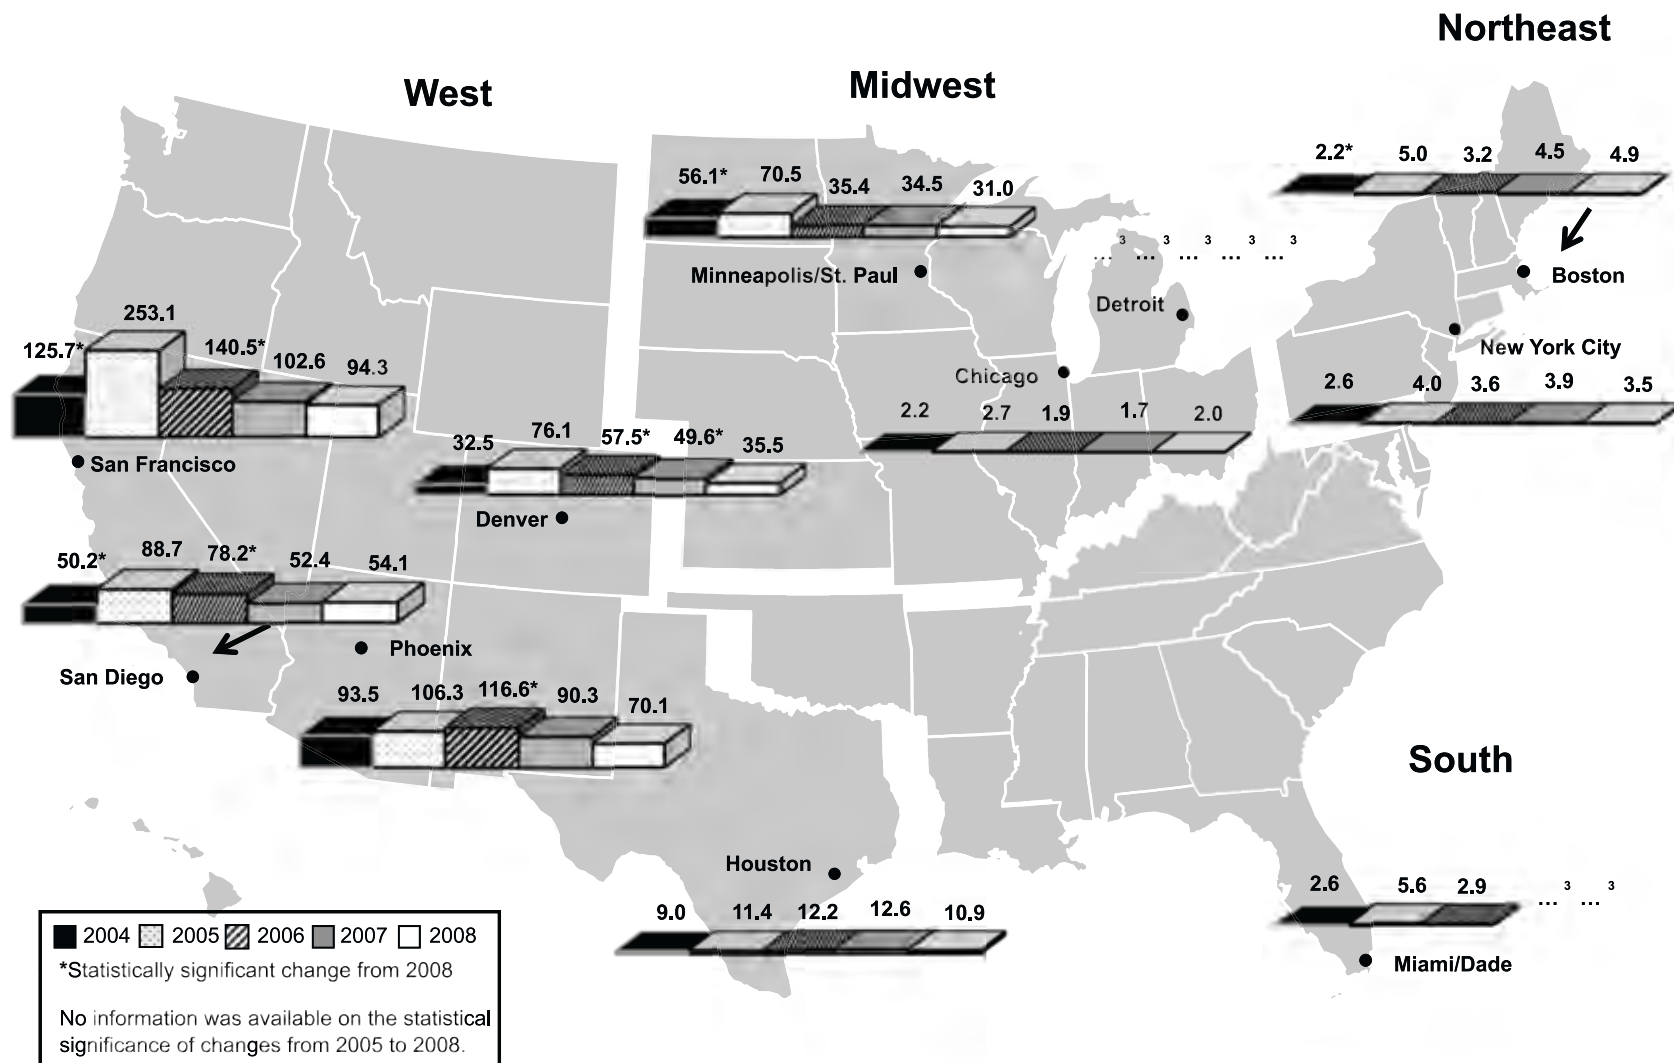 Northeast
West
Midwest
2.2* 5.0 3.2 4.5 4.9
Boston
New York City
2.6 4.0 3.6 3.9 3.5
56.1* 70.5 35.4 34.5 31.0
Minneapolis/St. Paul
... 3 ... 3 ... 3 ... 3 ... 3
Detroit
Chicago
2.2 2.7 1.9 1.7 2.0
125.7* 253.1 140.5* 102.6 94.3
San Francisco
32.5 76.1 57.5* 49.6* 35.5
Denver
50.2* 88.7 78.2* 52.4 54.1
San Diego
Phoenix
93.5 106.3 116.6* 90.3 70.1
South
Houston
9.0 11.4 12.2 12.6 10.9
2.6 5.6 2.9 ... 3 ... 3
Miami/Dade
2004 2005 2006 2007 2008
*Statistically significant change from 2008
No information was available on the statistical
significance of changes from 2005 to 2008.